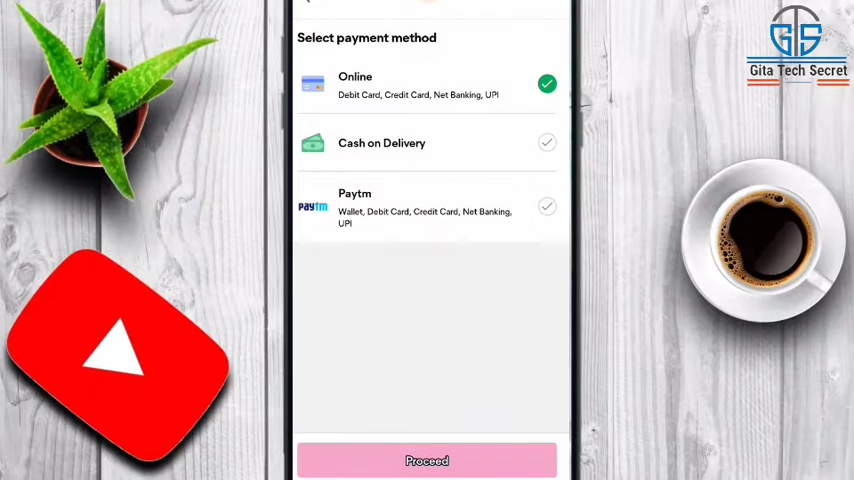 GTS
Gita Tech Secret
Select payment method
Online
Debit Card, Credit Card, Net Banking, UPI
Cash on Delivery
Paytm
paytm
Wallet, Debit Card, Credit Card, Net Banking,
UPI
Proceed